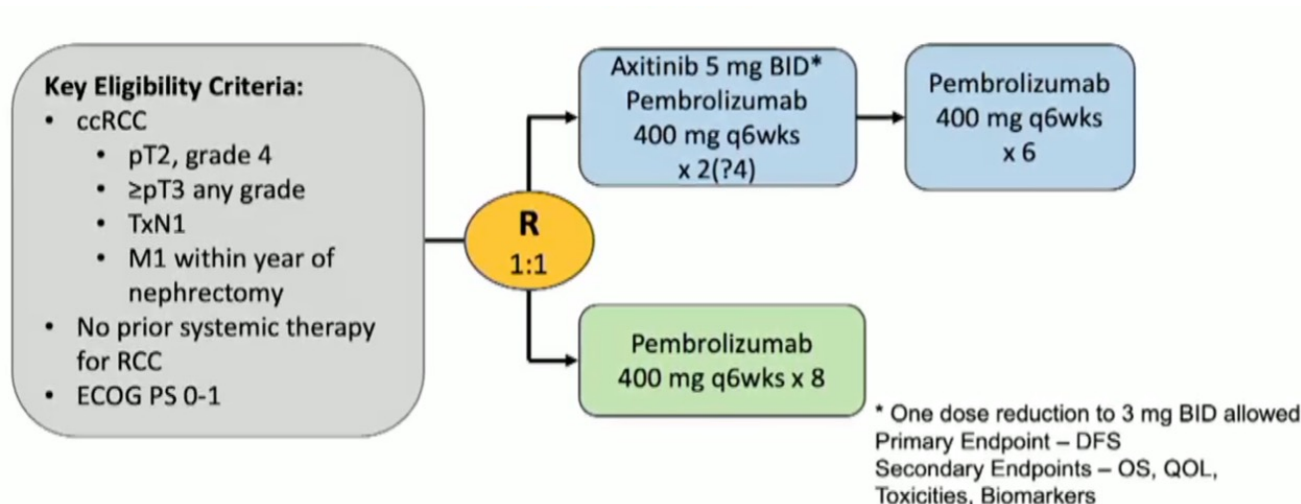 Key Eligibility Criteria:
• ccRCC
• pT2, grade 4
• ≥pT3 any grade
• TxN1
• M1 within year of
nephrectomy
• No prior systemic therapy
for RCC
• ECOG PS 0-1
R
1:1
Axitinib 5 mg BID*
Pembrolizumab
400 mg q6wks
x 2(?4)
Pembrolizumab
400 mg q6wks
x 6
Pembrolizumab
400 mg q6wks x 8
* One dose reduction to 3 mg BID allowed
Primary Endpoint – DFS
Secondary Endpoints – OS, QOL,
Toxicities, Biomarkers